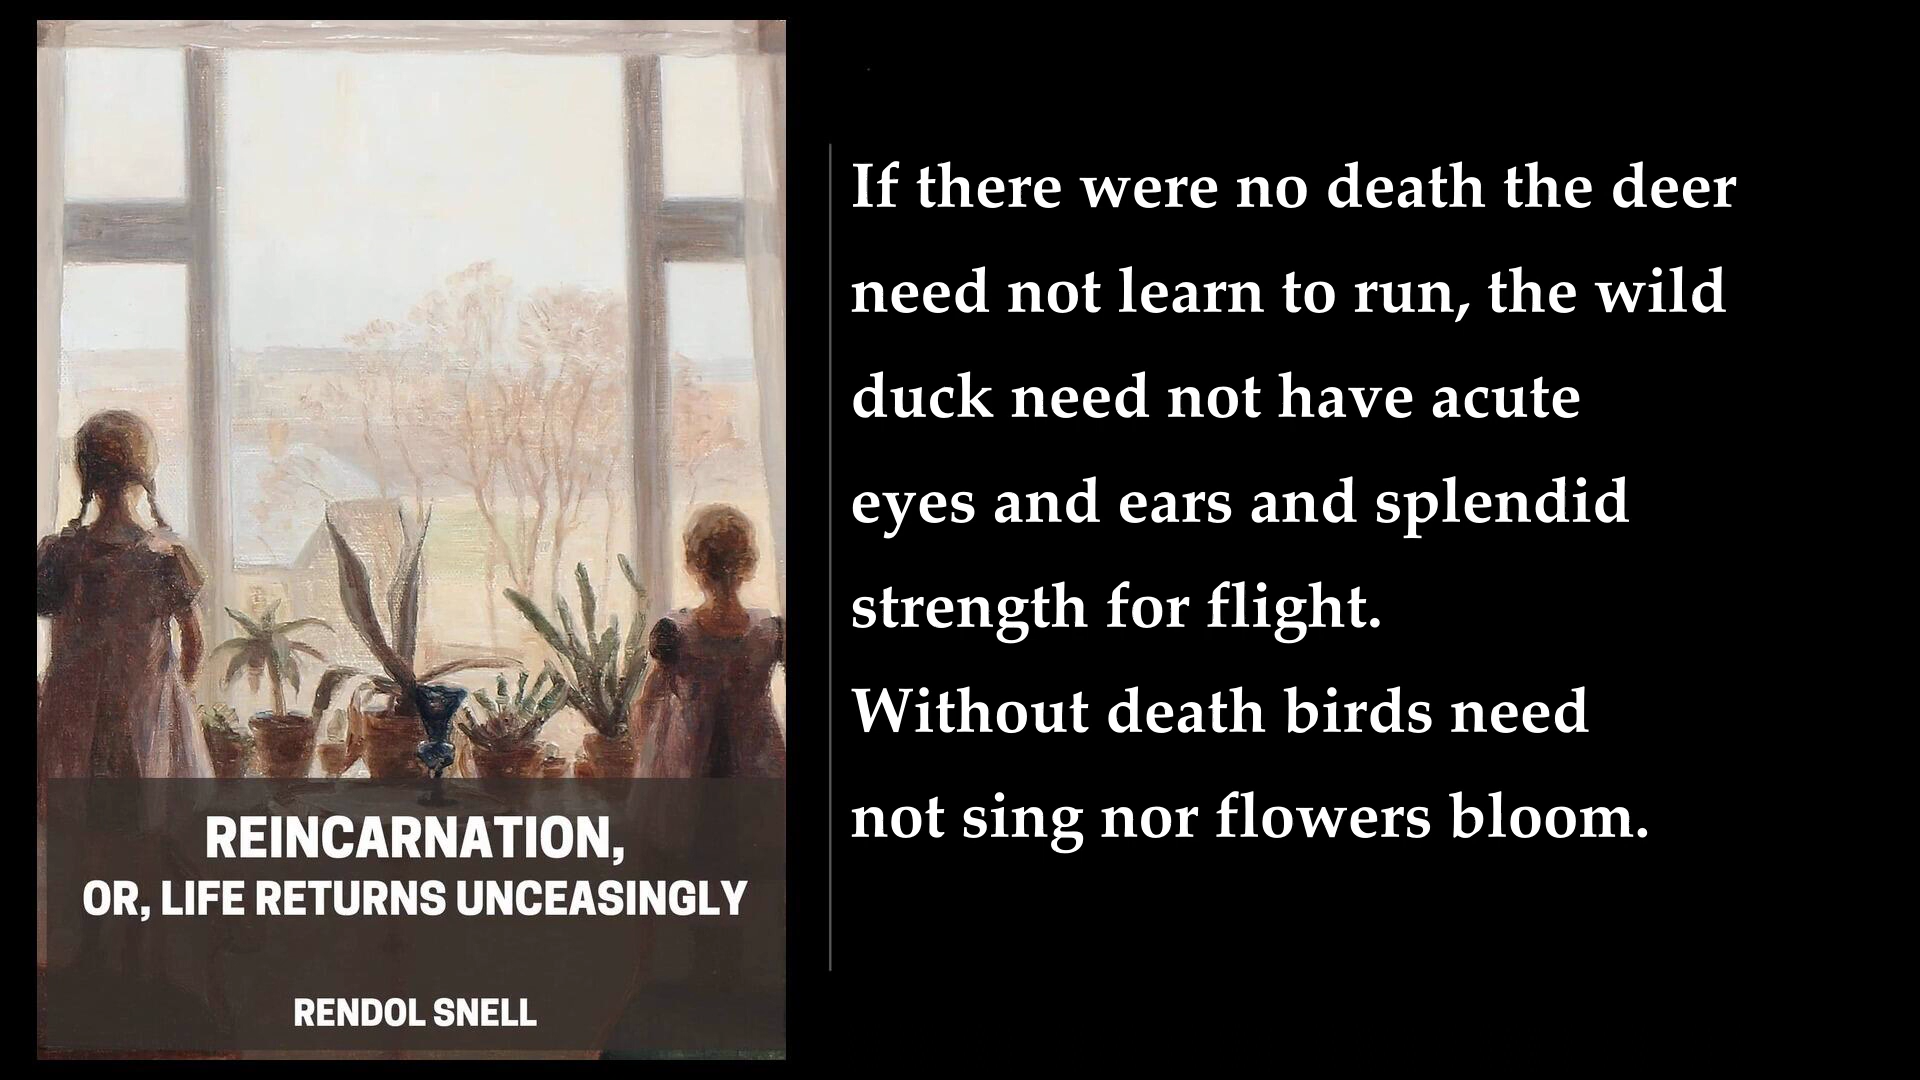 REINCARNATION,
OR, LIFE RETURNS UNCEASINGLY
RENDOL SNELL
If there were no death the deer
need not learn to run, the wild
duck need not have acute
eyes and ears and splendid
strength for flight.
Without death birds need
not sing nor flowers bloom.